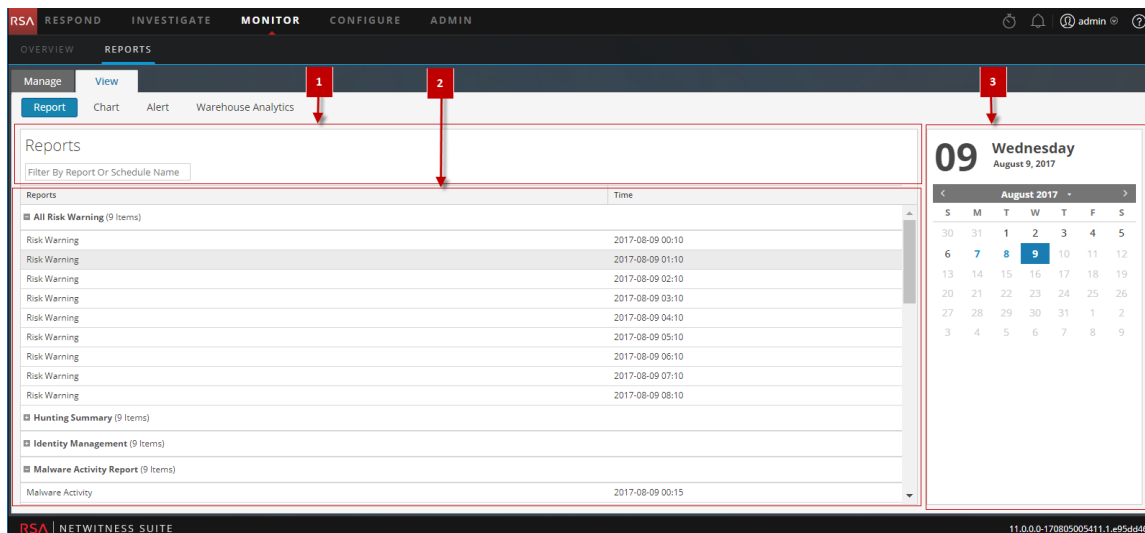 RSA RESPOND INVESTIGATE MONITOR CONFIGURE ADMIN admin ?
OVERVIEW REPORTS
Manage View 1 2 3
Report Chart Alert Warehouse Analytics
Reports
Filter By Report Or Schedule Name
Reports Time
All Risk Warning (9 Items)
Risk Warning 2017-08-09 00:10
Risk Warning 2017-08-09 01:10
Risk Warning 2017-08-09 02:10
Risk Warning 2017-08-09 03:10
Risk Warning 2017-08-09 04:10
Risk Warning 2017-08-09 05:10
Risk Warning 2017-08-09 06:10
Risk Warning 2017-08-09 07:10
Risk Warning 2017-08-09 08:10
Hunting Summary (9 Items)
Identity Management (9 Items)
Malware Activity Report (9 Items)
Malware Activity 2017-08-09 00:15
09 Wednesday
August 9, 2017
August 2017
S M T W T F S
30 31 1 2 3 4 5
6 7 8 9 10 11 12
13 14 15 16 17 18 19
20 21 22 23 24 25 26
27 28 29 30 31 1 2
3 4 5 6 7 8 9
RSA NETWITNESS SUITE 11.0.0.0-170805005411.1.e95dd46